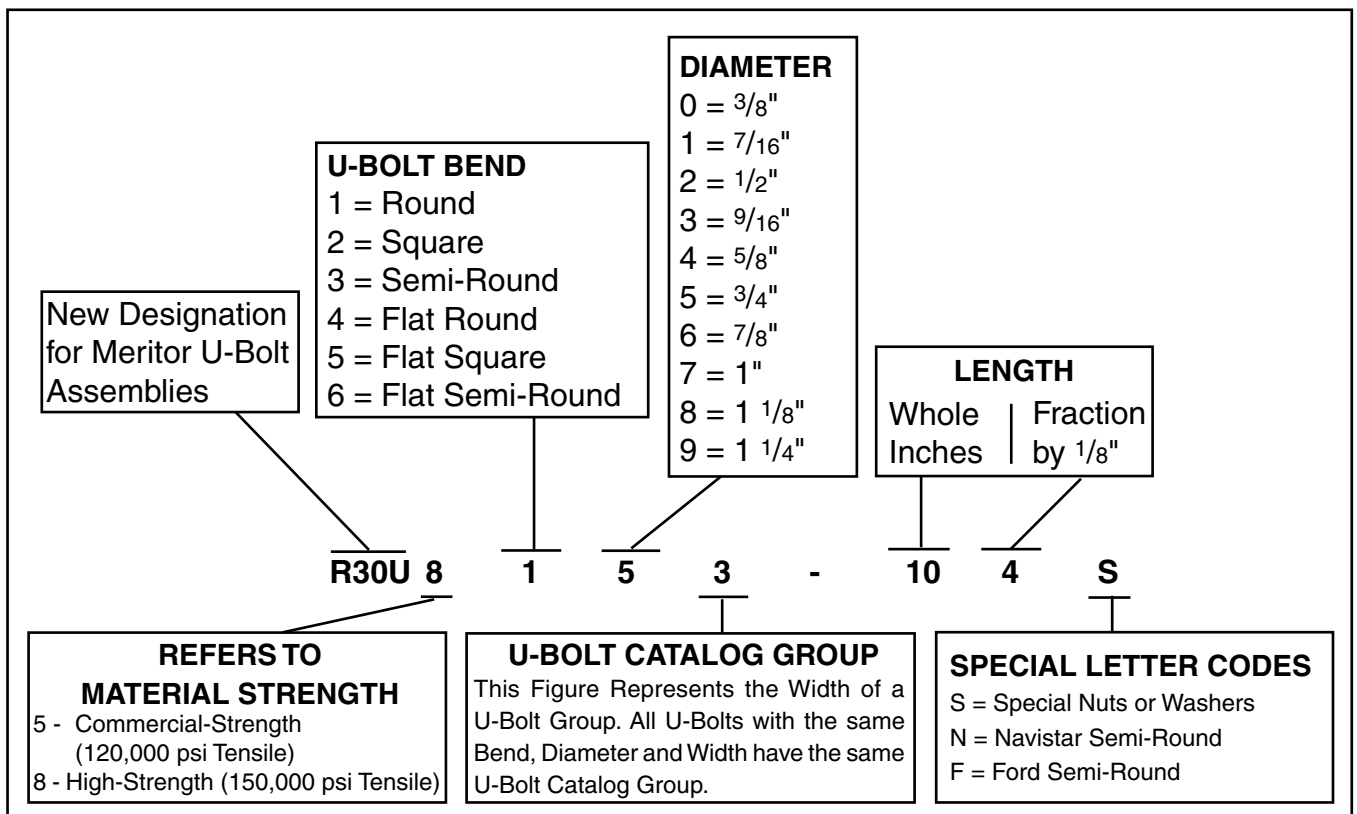 DIAMETER
0 = 3/8"
1 = 7/16"
2 = 1/2"
3 = 9/16"
4 = 5/8"
5 = 3/4"
6 = 7/8"
7 = 1"
8 = 1 1/8"
9 = 1 1/4"
U-BOLT BEND
1 = Round
2 = Square
3 = Semi-Round
4 = Flat Round
5 = Flat Square
6 = Flat Semi-Round
New Designation
for Meritor U-Bolt
Assemblies
LENGTH
Whole | Fraction
Inches | by 1/8"
R30U 8 1 5 3 - 10 4 S
REFERS TO
MATERIAL STRENGTH
5 - Commercial-Strength
(120,000 psi Tensile)
8 - High-Strength (150,000 psi Tensile)
U-BOLT CATALOG GROUP
This Figure Represents the Width of a
U-Bolt Group. All U-Bolts with the same
Bend, Diameter and Width have the same
U-Bolt Catalog Group.
SPECIAL LETTER CODES
S = Special Nuts or Washers
N = Navistar Semi-Round
F = Ford Semi-Round